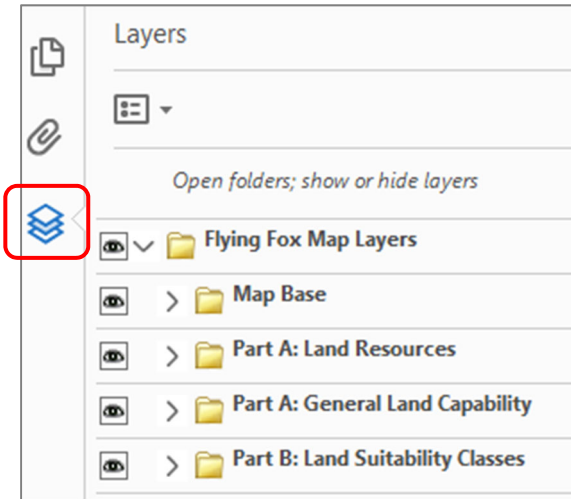 Layers
Open folders; show or hide layers
Flying Fox Map Layers
Map Base
Part A: Land Resources
Part A: General Land Capability
Part B: Land Suitability Classes